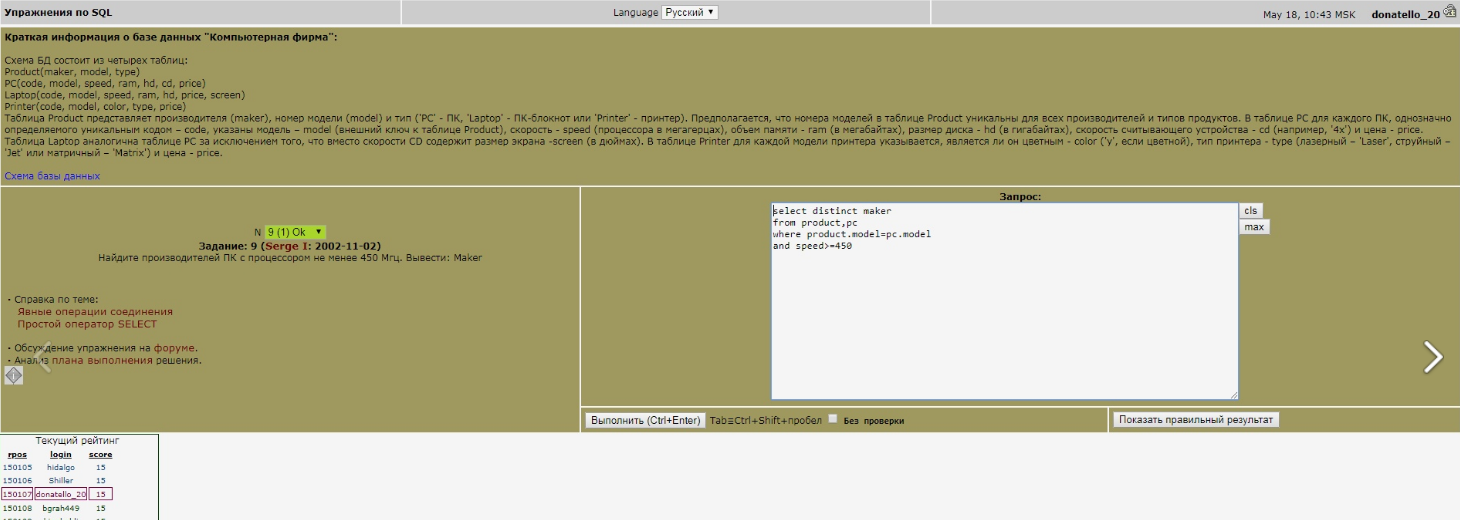 Упражнения по SQL
Language Русский
May 18, 10:43 MSK donatello_20
Краткая информация о базе данных "Компьютерная фирма":
Схема БД состоит из четырех таблиц:
Product(maker, model, type)
PC(code, model, speed, ram, hd, cd, price)
Laptop(code, model, speed, ram, hd, price, screen)
Printer(code, model, color, type, price)
Таблица Product представляет производителя (maker), номер модели (model) и тип ('PC' - ПК, 'Laptop' - ПК-блокнот или 'Printer' - принтер). Предполагается, что номера моделей в таблице Product уникальны для всех производителей и типов продуктов. В таблице PC для каждого ПК, однозначно
определяемого уникальным кодом – code, указаны модель – model (внешний ключ к таблице Product), скорость - speed (процессора в мегагерцах), объем памяти - ram (в мегабайтах), размер диска - hd (в гигабайтах), скорость считывающего устройства - cd (например, '4x') и цена - price.
Таблица Laptop аналогична таблице РС за исключением того, что вместо скорости CD содержит размер экрана -screen (в дюймах). В таблице Printer для каждой модели принтера указывается, является ли он цветным - color ('y', если цветной), тип принтера - type (лазерный – 'Laser', струйный –
'Jet' или матричный – 'Matrix') и цена - price.
Схема базы данных
N 9 (1) Ok
Задание: 9 (Serge I: 2002-11-02)
Найдите производителей ПК с процессором не менее 450 Мгц. Вывести: Maker
· Справка по теме:
Явные операции соединения
Простой оператор SELECT
· Обсуждение упражнения на форуме.
· Анализ плана выполнения решения.
Запрос:
select distinct maker
from product,pc
where product.model=pc.model
and speed>=450
cls
max
Выполнить (Ctrl+Enter) Tab≡Ctrl+Shift+пробел Без проверки
Показать правильный результат
Текущий рейтинг
rpos login score
150105 hidalgo 15
150106 Shiller 15
150107 donatello_20 15
150108 bgrah449 15